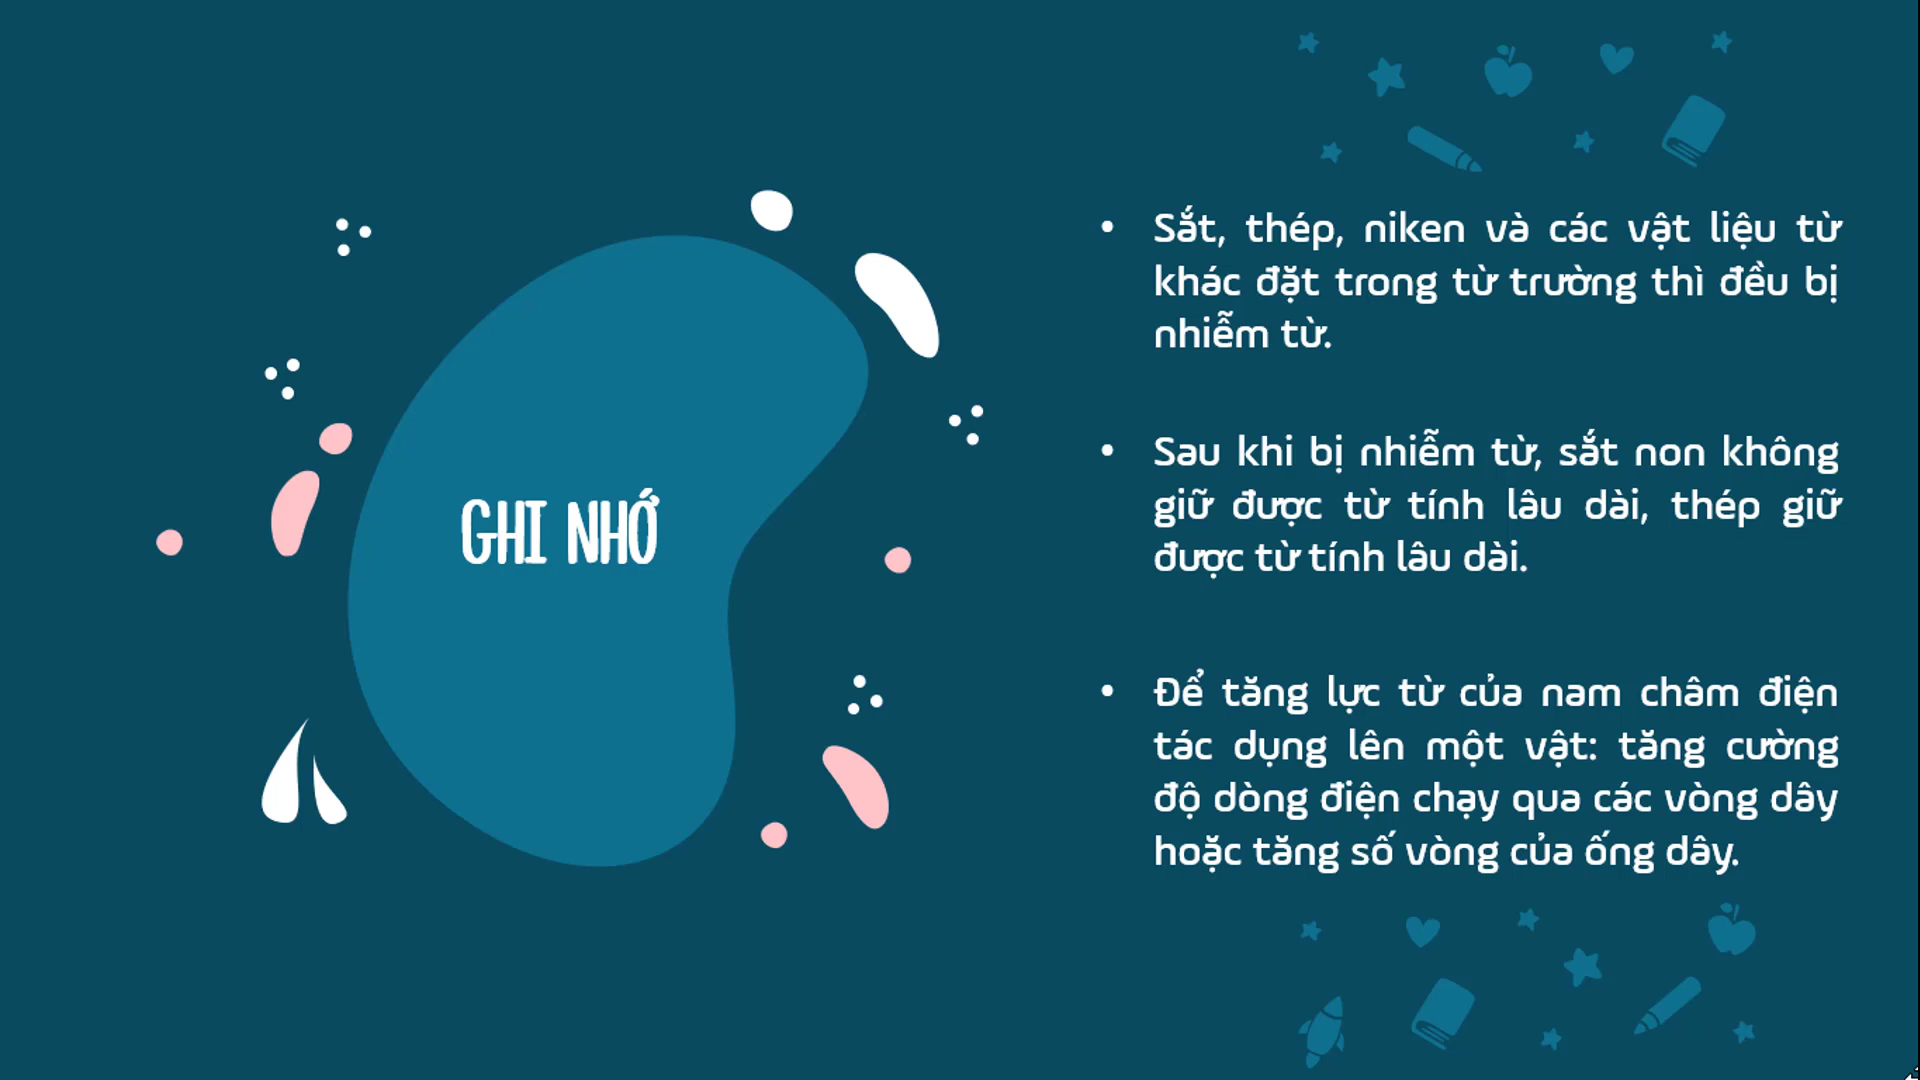 GHI NHỚ
• Sắt, thép, niken và các vật liệu từ
khác đặt trong từ trường thì đều bị
nhiễm từ.
• Sau khi bị nhiễm từ, sắt non không
giữ được từ tính lâu dài, thép giữ
được từ tính lâu dài.
• Để tăng lực từ của nam châm điện
tác dụng lên một vật: tăng cường
độ dòng điện chạy qua các vòng dây
hoặc tăng số vòng của ống dây.